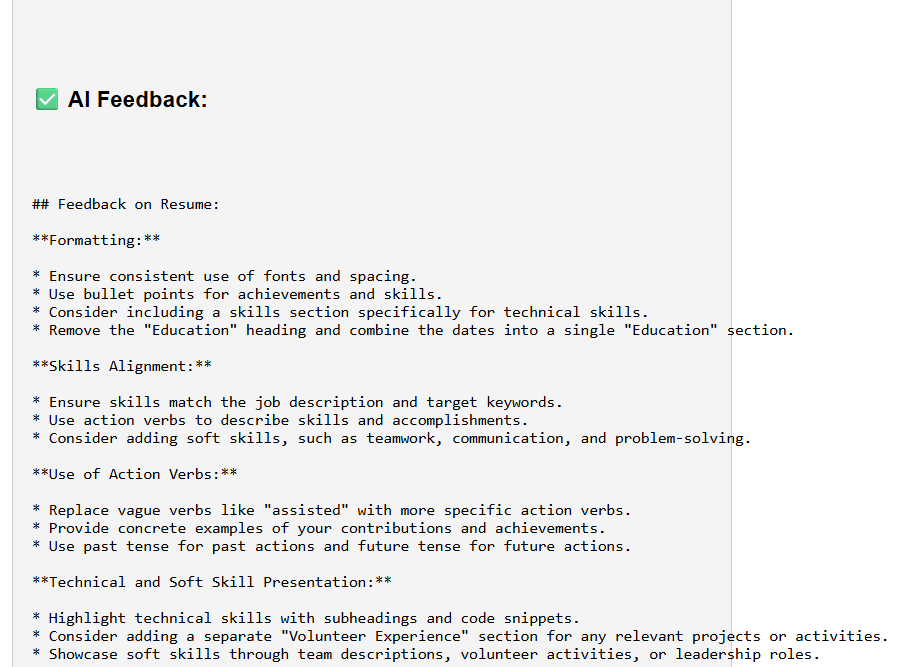 ✅ AI Feedback:
## Feedback on Resume:
**Formatting:**
* Ensure consistent use of fonts and spacing.
* Use bullet points for achievements and skills.
* Consider including a skills section specifically for technical skills.
* Remove the "Education" heading and combine the dates into a single "Education" section.
**Skills Alignment:**
* Ensure skills match the job description and target keywords.
* Use action verbs to describe skills and accomplishments.
* Consider adding soft skills, such as teamwork, communication, and problem-solving.
**Use of Action Verbs:**
* Replace vague verbs like "assisted" with more specific action verbs.
* Provide concrete examples of your contributions and achievements.
* Use past tense for past actions and future tense for future actions.
**Technical and Soft Skill Presentation:**
* Highlight technical skills with subheadings and code snippets.
* Consider adding a separate "Volunteer Experience" section for any relevant projects or activities.
* Showcase soft skills through team descriptions, volunteer activities, or leadership roles.